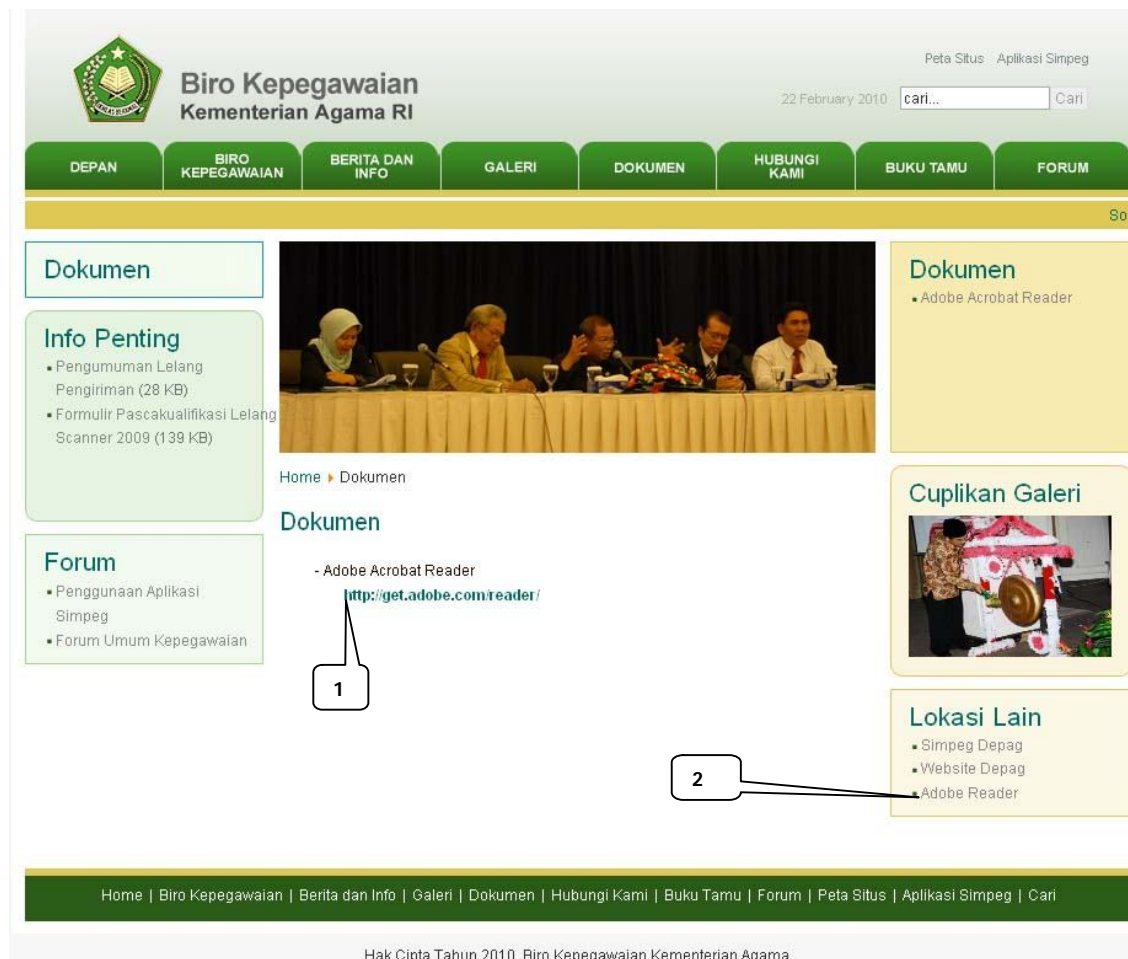 Biro Kepegawaian
Kementerian Agama RI
Peta Situs Aplikasi Simpeg
22 February 2010 cari... Cari
DEPAN
BIRO
KEPEGAWAIAN
BERITA DAN
INFO
GALERI
DOKUMEN
HUBUNGI
KAMI
BUKU TAMU
FORUM
So
Dokumen
Info Penting
Pengumuman Lelang
Pengiriman (28 KB)
Formulir Pascakualifikasi Lelang
Scanner 2009 (139 KB)
Forum
Penggunaan Aplikasi
Simpeg
Forum Umum Kepegawaian
Home Dokumen
Dokumen
- Adobe Acrobat Reader
http://get.adobe.com/reader/
1
2
Dokumen
Adobe Acrobat Reader
Cuplikan Galeri
Lokasi Lain
Simpeg Depag
Website Depag
Adobe Reader
Home | Biro Kepegawaian | Berita dan Info | Galeri | Dokumen | Hubungi Kami | Buku Tamu | Forum | Peta Situs | Aplikasi Simpeg | Cari
Hak Cipta Tahun 2010, Biro Kepegawaian Kementerian Agama